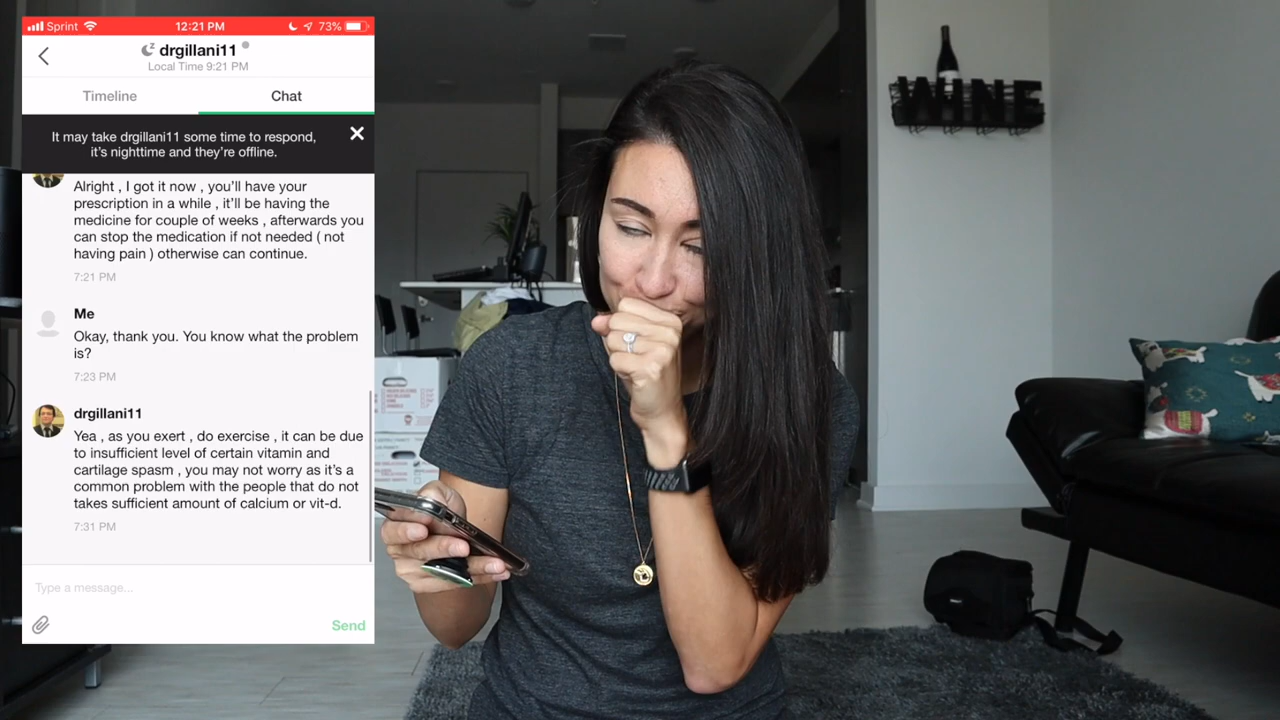 Sprint 12:21 PM 73%
drgillani11
Local Time 9:21 PM
Timeline Chat
It may take drgillani11 some time to respond,
it's nighttime and they're offline.
Alright , I got it now , you'll have your
prescription in a while , it'll be having the
medicine for couple of weeks , afterwards you
can stop the medication if not needed ( not
having pain ) otherwise can continue.
7:21 PM
Me
Okay, thank you. You know what the problem
is?
7:23 PM
drgillani11
Yea , as you exert , do exercise , it can be due
to insufficient level of certain vitamin and
cartilage spasm , you may not worry as it's a
common problem with the people that do not
takes sufficient amount of calcium or vit-d.
7:31 PM
Type a message...
Send
WINE